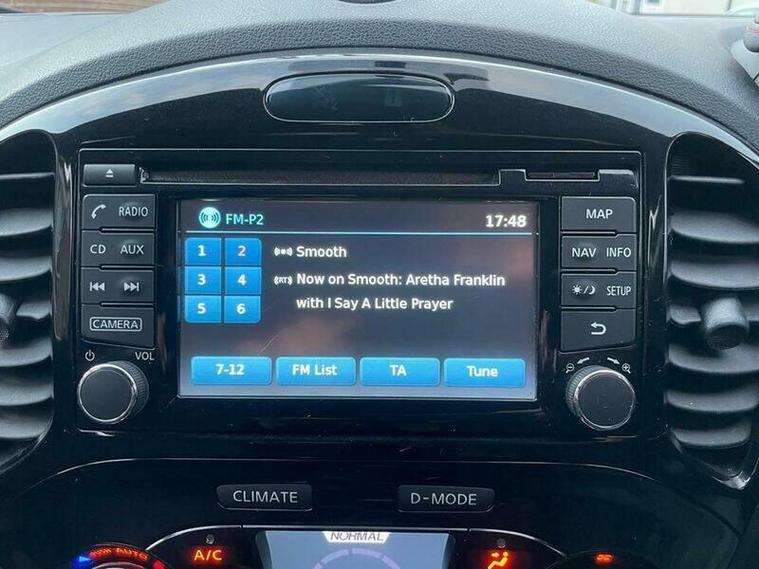 RADIO
CD AUX
CAMERA
VOL
FM-P2 17:48
1 2
3 4
5 6
Smooth
(RT) Now on Smooth: Aretha Franklin
with I Say A Little Prayer
7-12 FM List TA Tune
MAP
NAV INFO
SETUP
CLIMATE D-MODE
NORMAL
AUTO
A/C